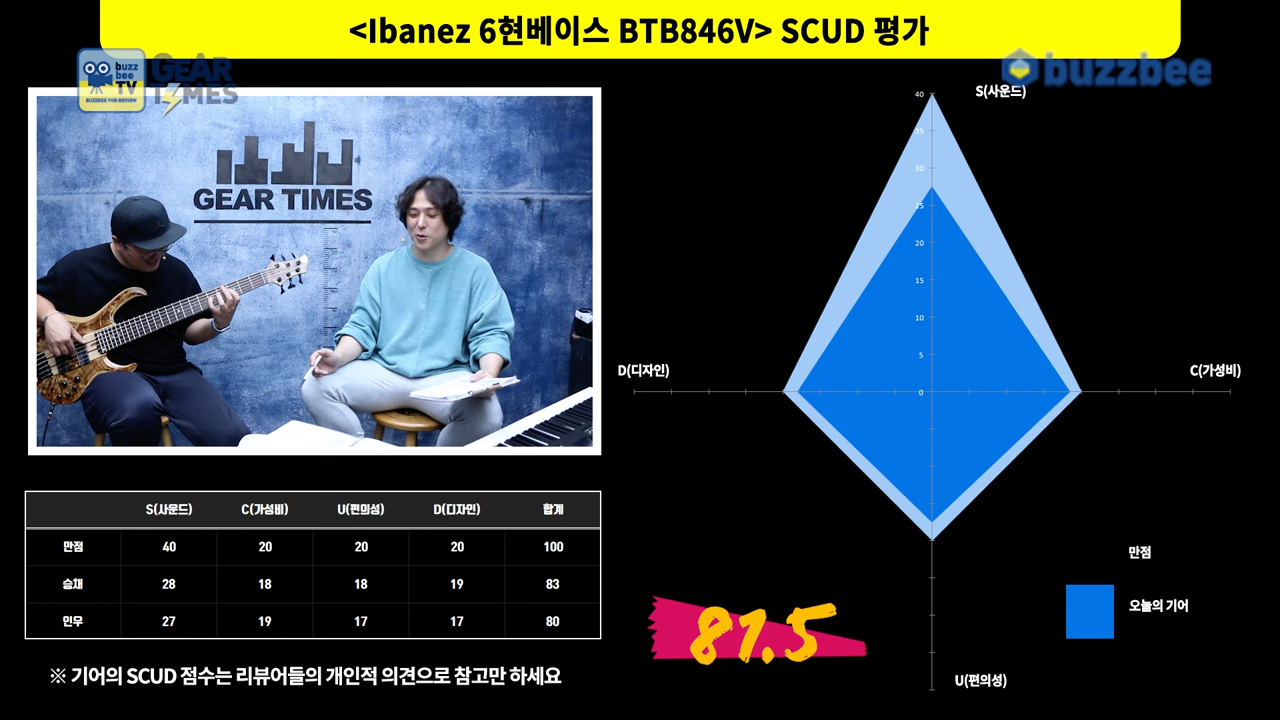 <Ibanez 6현베이스 BTB846V> SCUD 평가
buzz
bee
TV
BUZZBEE YUB REVIEW
GEAR
TIMES
buzzbee
GEAR TIMES
S(사운드)
40
35
30
25
20
15
10
5
0
D(디자인)
C(가성비)
U(편의성)
만점
오늘의 기어
S(사운드) C(가성비) U(편의성) D(디자인) 합계
만점 40 20 20 20 100
승채 28 18 18 19 83
민우 27 19 17 17 80
81.5
※ 기어의 SCUD 점수는 리뷰어들의 개인적 의견으로 참고만 하세요